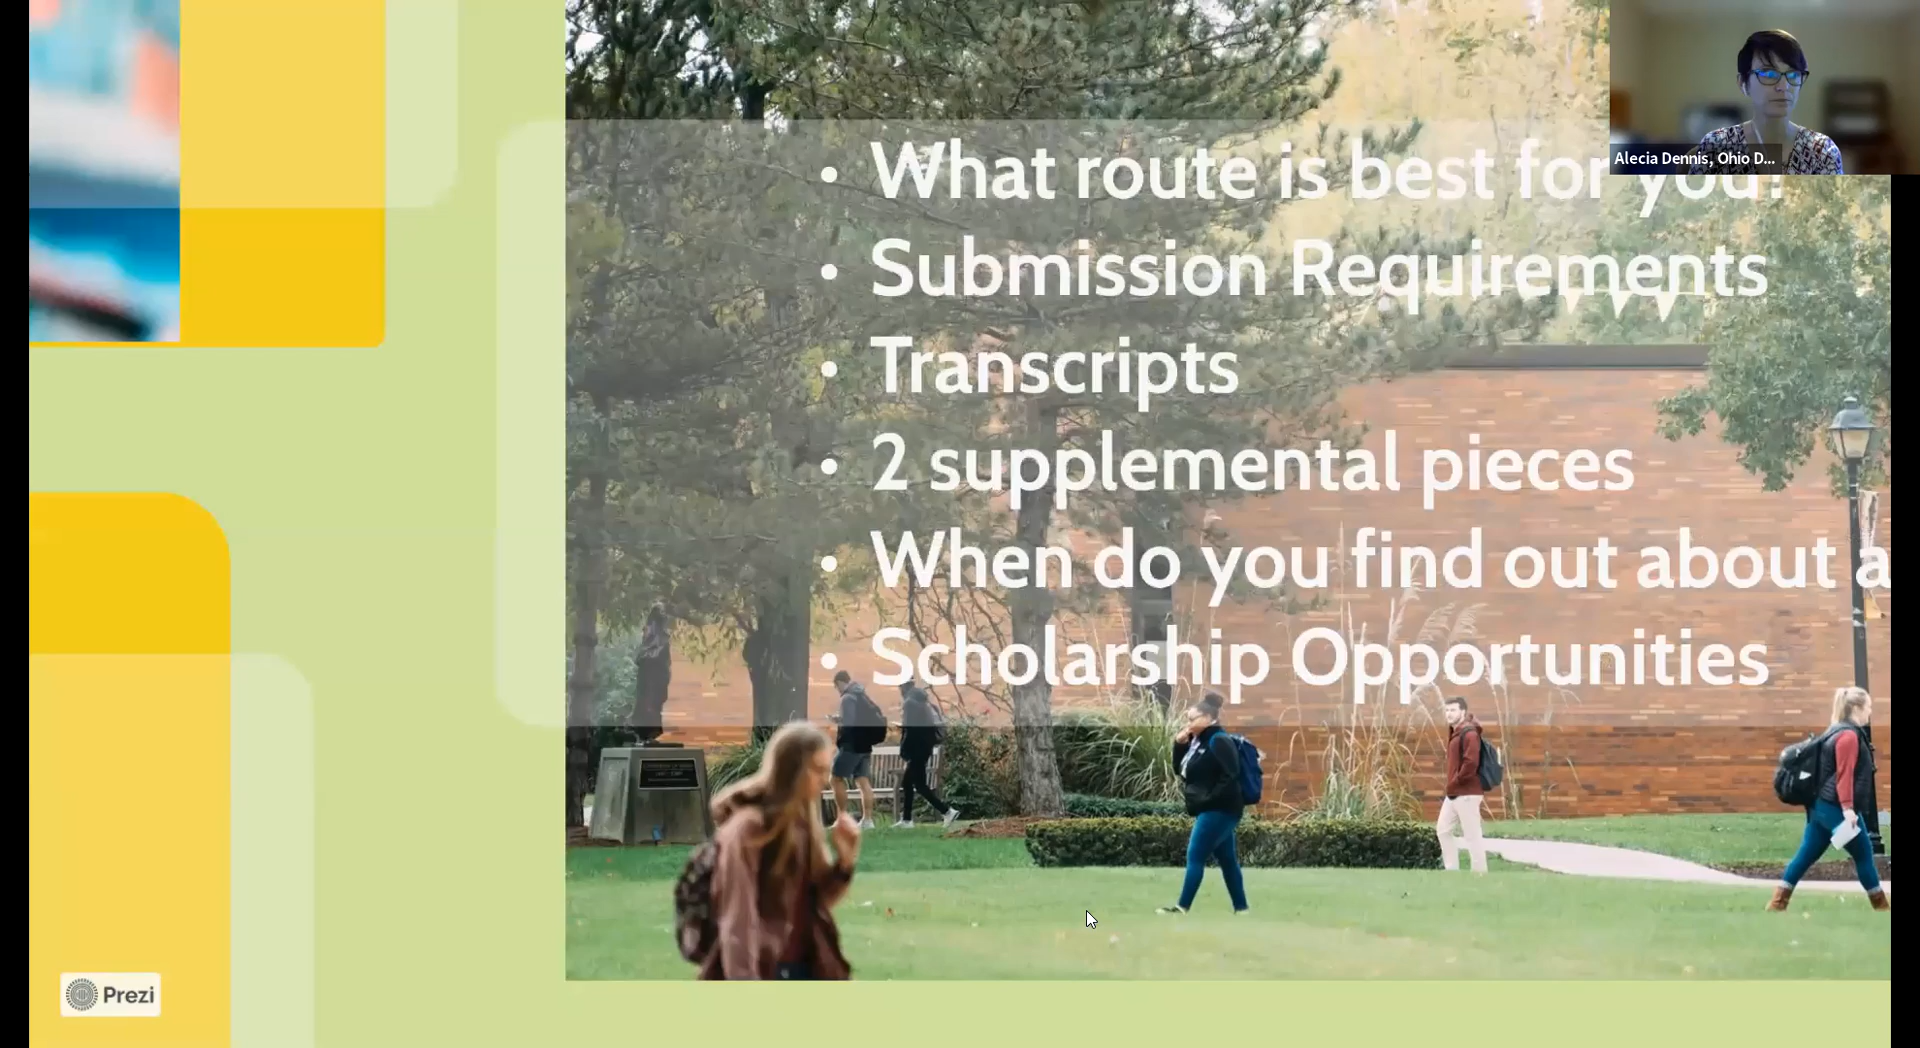 • What route is best for you?
Alecia Dennis, Ohio D...
• Submission Requirements
• Transcripts
• 2 supplemental pieces
• When do you find out about a
• Scholarship Opportunities
Prezi